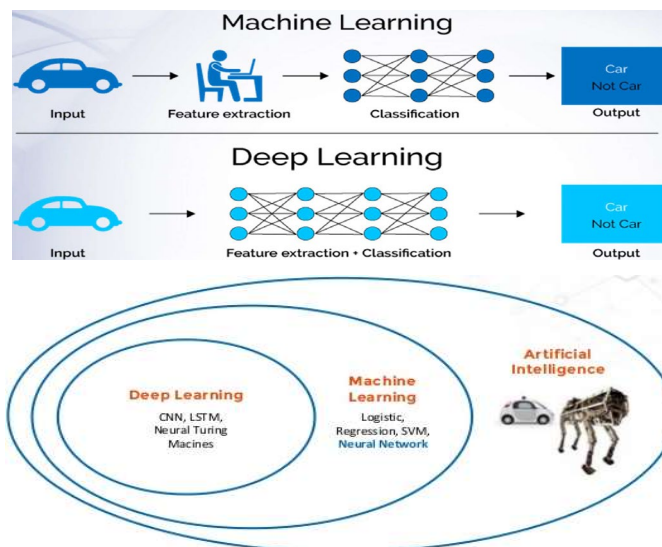 Machine Learning
Input
Feature extraction
Classification
Car
Not Car
Output
Deep Learning
Input
Feature extraction + Classification
Car
Not Car
Output
Deep Learning
CNN, LSTM,
Neural Turing
Macines
Machine
Learning
Logistic,
Regression, SVM,
Neural Network
Artificial
Intelligence